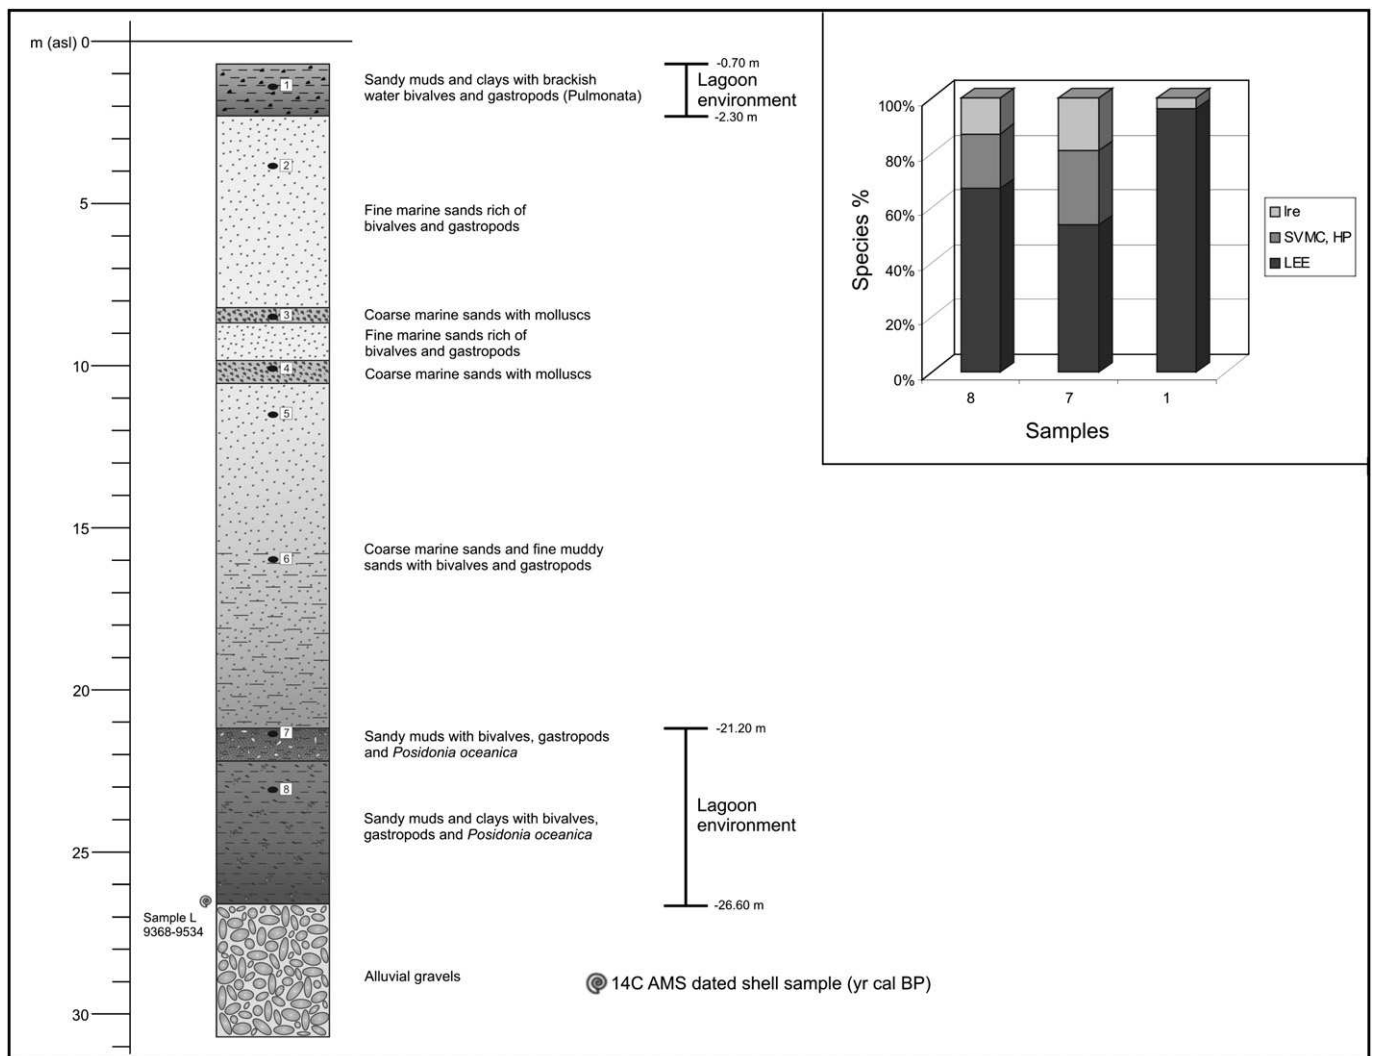 m (asl) 0
5
10
15
20
25
30
1
2
3
4
5
6
7
8
Sandy muds and clays with brackish
water bivalves and gastropods (Pulmonata)
Fine marine sands rich of
bivalves and gastropods
Coarse marine sands with molluscs
Fine marine sands rich of
bivalves and gastropods
Coarse marine sands with molluscs
Coarse marine sands and fine muddy
sands with bivalves and gastropods
Sandy muds with bivalves, gastropods
and Posidonia oceanica
Sandy muds and clays with bivalves,
gastropods and Posidonia oceanica
Alluvial gravels
Sample L
9368-9534
-0.70 m
Lagoon
environment
-2.30 m
-21.20 m
Lagoon
environment
-26.60 m
14C AMS dated shell sample (yr cal BP)
Species %
100%
80%
60%
40%
20%
0%
8 7 1
Samples
lre
SVMC, HP
LEE